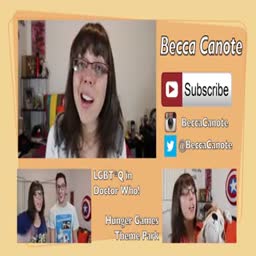 Becca Canote
Subscribe
BeccaCanote
@BeccaCanote
LGBT-Q in
Doctor Who!
Hunger Games
Theme Park